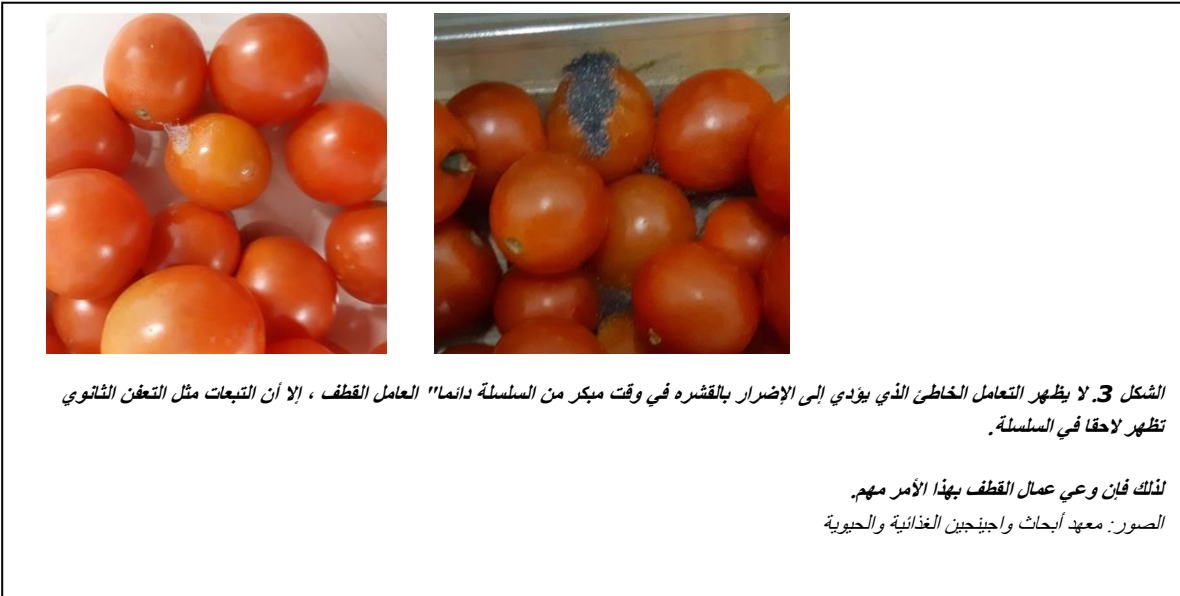 الشكل 3. لا يظهر التعامل الخاطئ الذي يؤدي إلى الإضرار بالقشره في وقت مبكر من السلسلة دائما" العامل القطف ، إلا أن التبعات مثل التعفن الثانوي
تظهر لاحقا في السلسلة.
لذلك فإن وعي عمال القطف بهذا الأمر مهم.
الصور: معهد أبحاث واجينجين الغذائية والحيوية